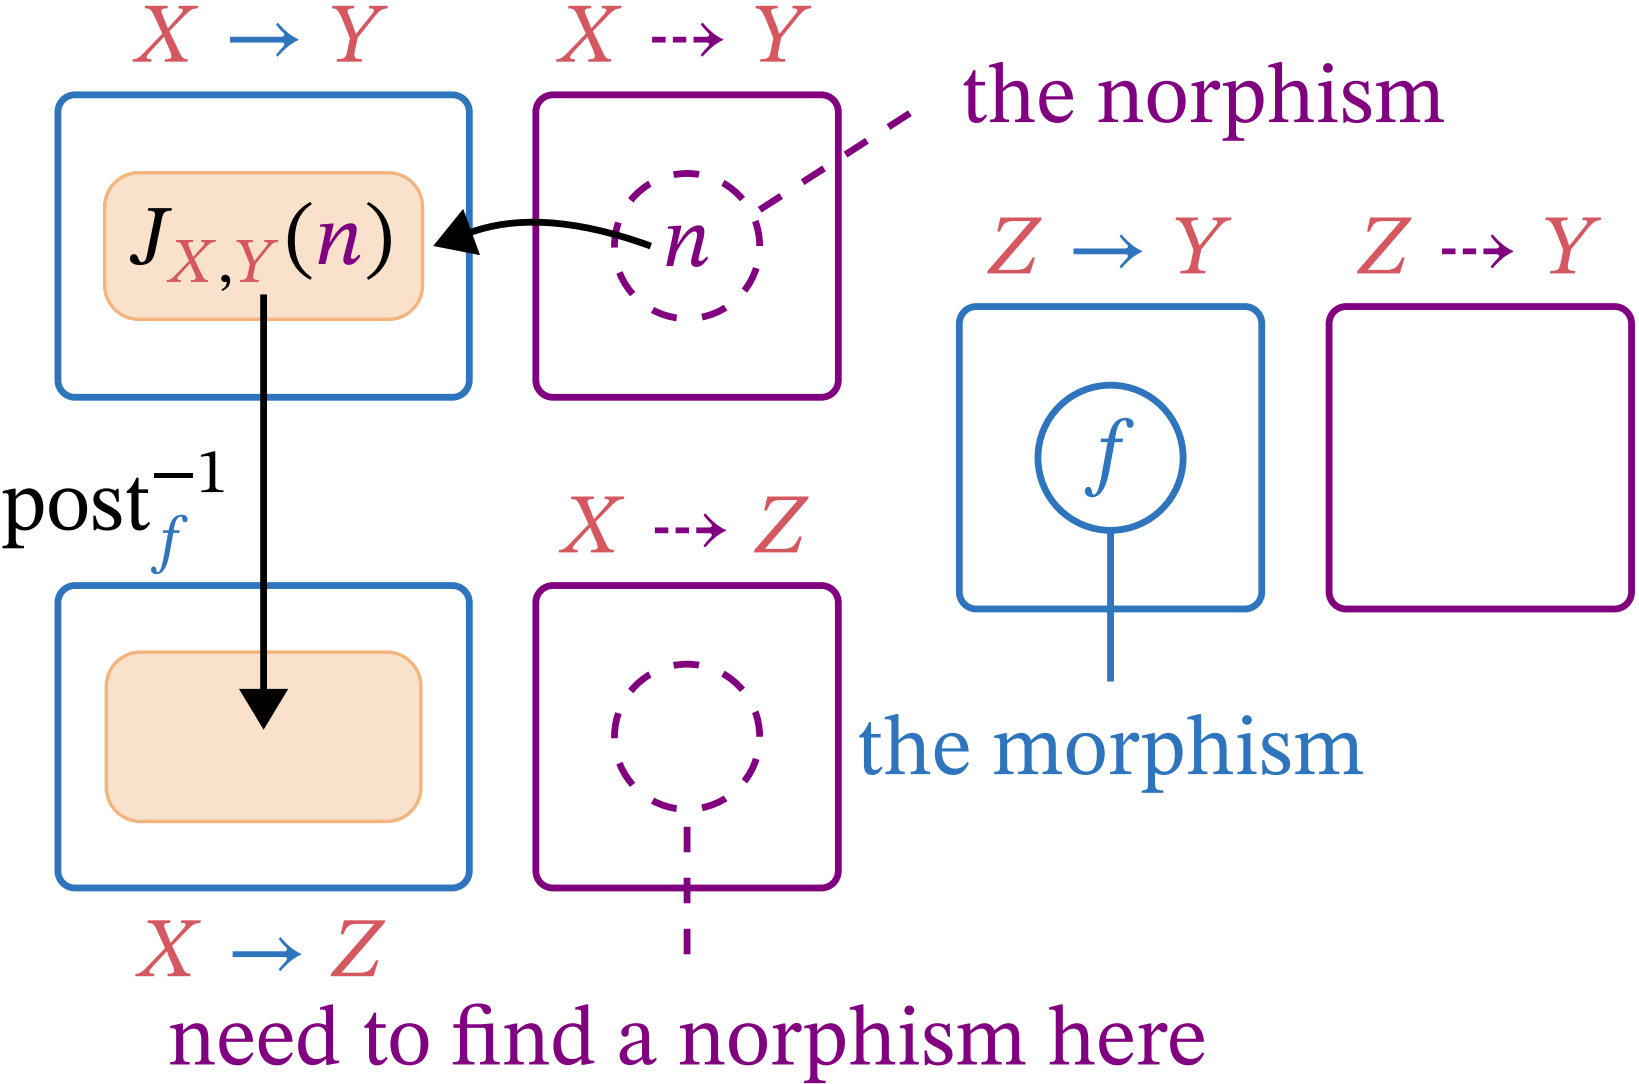 X → Y
X ⇢ Y
the norphism
J_{X,Y}(n)
n
Z → Y
Z ⇢ Y
f
post_f^{−1}
X ⇢ Z
the morphism
X → Z
need to find a norphism here